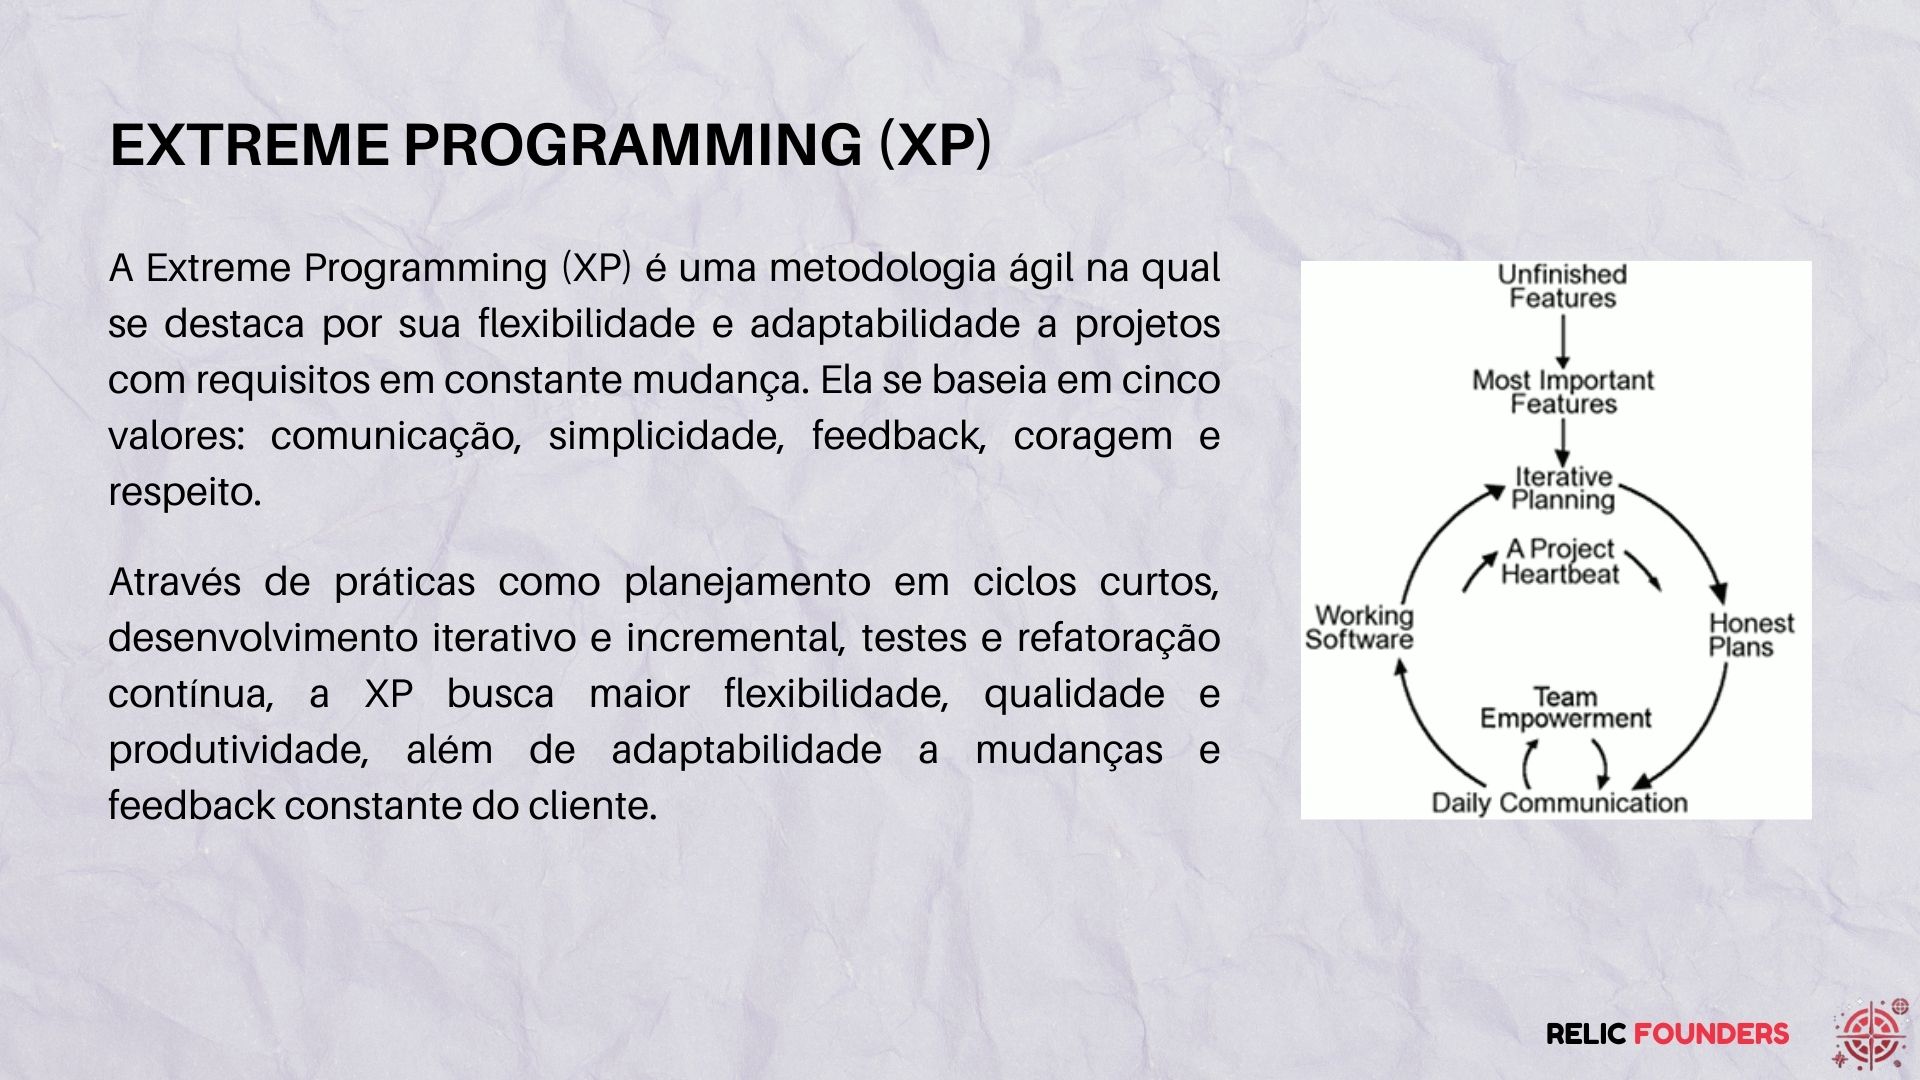 EXTREME PROGRAMMING (XP)
A Extreme Programming (XP) é uma metodologia ágil na qual
se destaca por sua flexibilidade e adaptabilidade a projetos
com requisitos em constante mudança. Ela se baseia em cinco
valores: comunicação, simplicidade, feedback, coragem e
respeito.
Através de práticas como planejamento em ciclos curtos,
desenvolvimento iterativo e incremental, testes e refatoração
contínua, a XP busca maior flexibilidade, qualidade e
produtividade, além de adaptabilidade a mudanças e
feedback constante do cliente.
Unfinished
Features
Most Important
Features
Iterative
Planning
A Project
Heartbeat
Working
Software
Honest
Plans
Team
Empowerment
Daily Communication
RELIC FOUNDERS